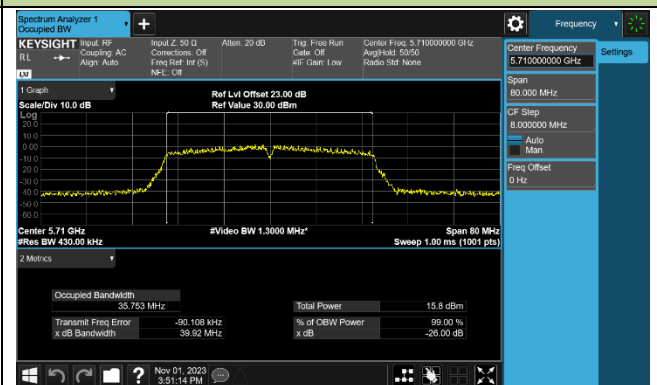 Spectrum Analyzer 1
Occupied BW
+
Frequency
KEYSIGHT
RL
LXI
Input: RF
Coupling: AC
Align: Auto
Input Z: 50 Ω
Corrections: Off
Freq Ref: Int (S)
NFE: Off
Atten: 20 dB
Trig: Free Run
Gate: Off
#IF Gain: Low
Center Freq: 5.710000000 GHz
Avg|Hold: 50/50
Radio Std: None
Center Frequency
5.710000000 GHz
Settings
Span
80.000 MHz
CF Step
8.000000 MHz
Auto
Man
Freq Offset
0 Hz
1 Graph
Scale/Div 10.0 dB
Ref Lvl Offset 23.00 dB
Ref Value 30.00 dBm
Log
20.0
10.0
0.00
-10.0
-20.0
-30.0
-40.0
-50.0
-60.0
Center 5.71 GHz
#Res BW 430.00 kHz
#Video BW 1.3000 MHz*
Span 80 MHz
Sweep 1.00 ms (1001 pts)
2 Metrics
Occupied Bandwidth
35.753 MHz
Total Power 15.8 dBm
Transmit Freq Error -90.108 kHz
% of OBW Power 99.00 %
x dB Bandwidth 39.92 MHz
x dB -26.00 dB
?
Nov 01, 2023
3:51:14 PM